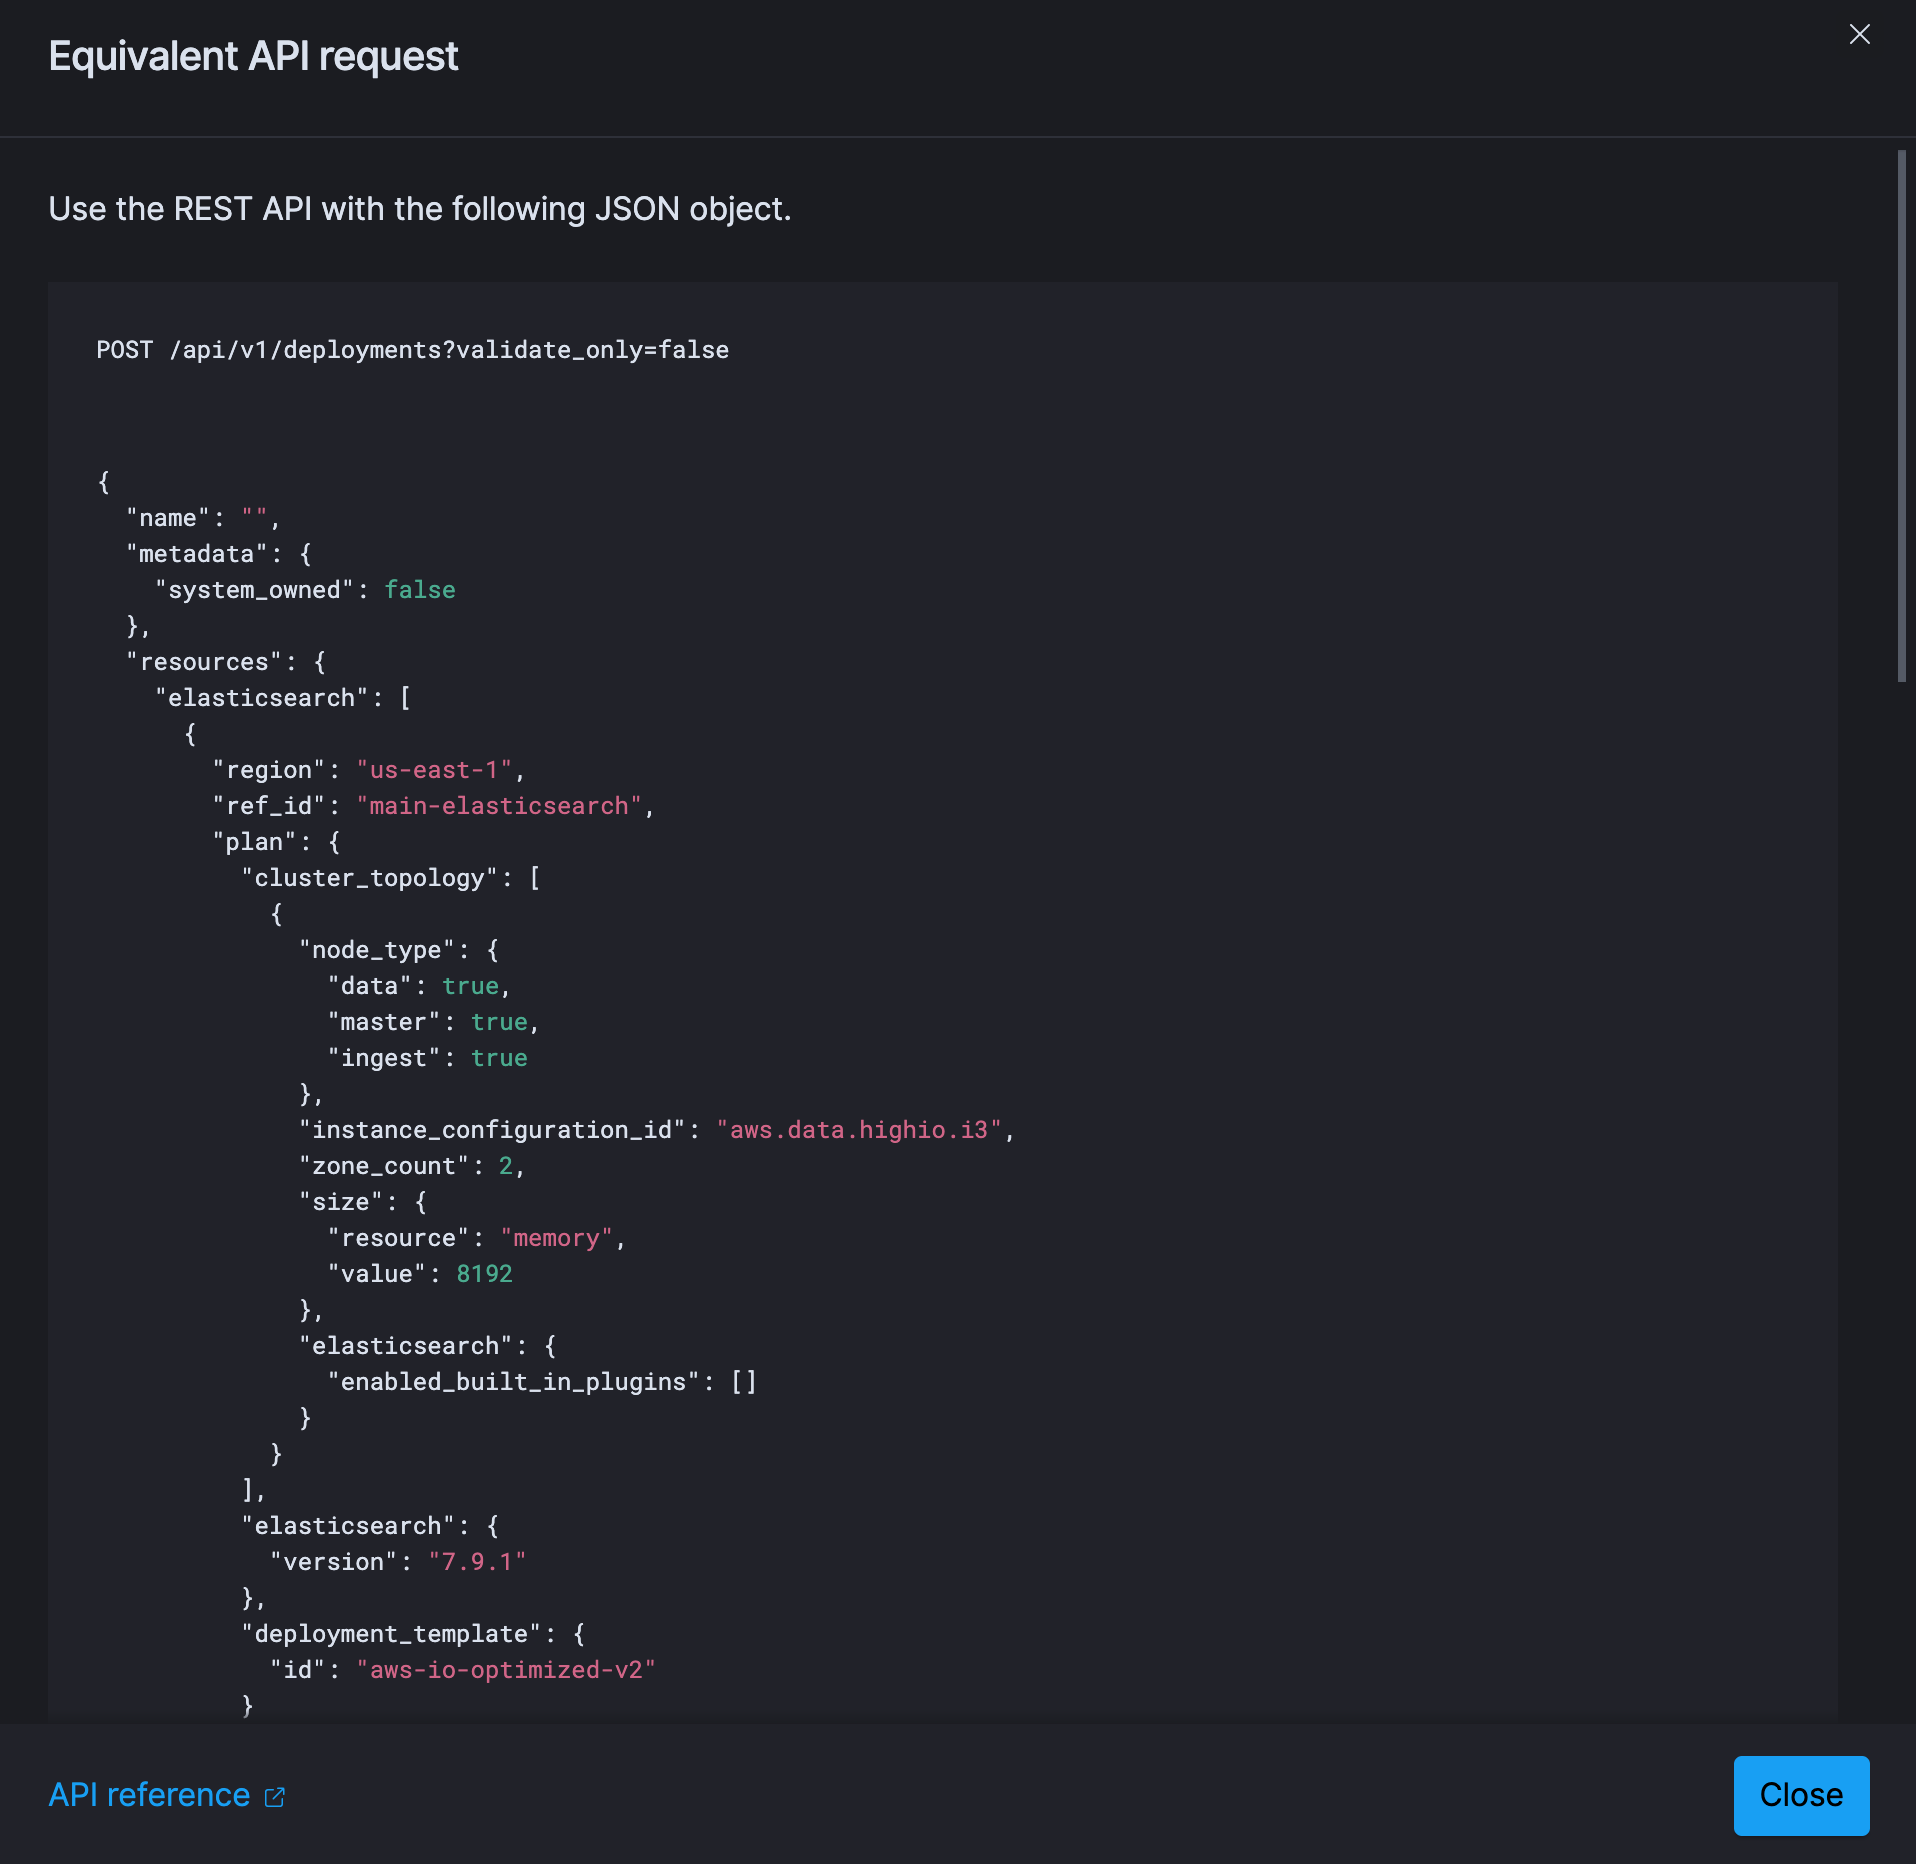 Equivalent API request
Use the REST API with the following JSON object.
POST /api/v1/deployments?validate_only=false
{
  "name": "",
  "metadata": {
    "system_owned": false
  },
  "resources": {
    "elasticsearch": [
      {
        "region": "us-east-1",
        "ref_id": "main-elasticsearch",
        "plan": {
          "cluster_topology": [
            {
              "node_type": {
                "data": true,
                "master": true,
                "ingest": true
              },
              "instance_configuration_id": "aws.data.highio.i3",
              "zone_count": 2,
              "size": {
                "resource": "memory",
                "value": 8192
              },
              "elasticsearch": {
                "enabled_built_in_plugins": []
              }
            }
          ],
          "elasticsearch": {
            "version": "7.9.1"
          },
          "deployment_template": {
            "id": "aws-io-optimized-v2"
          }
API reference
Close